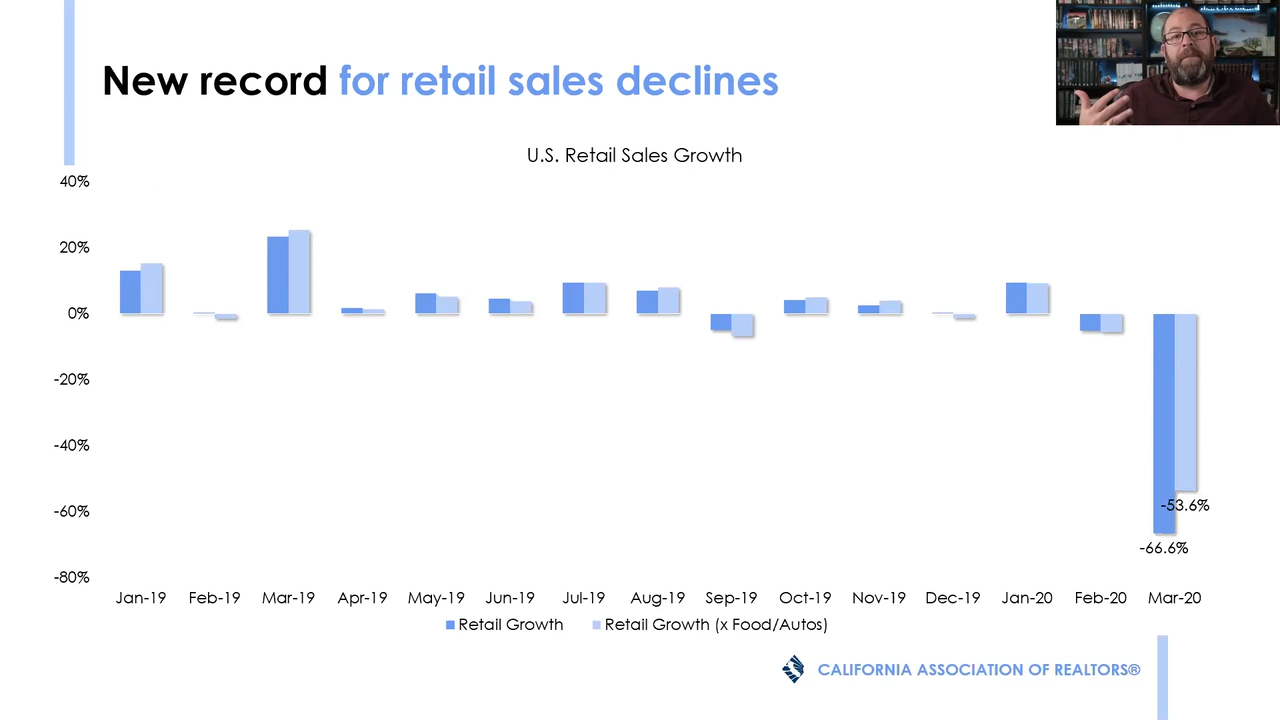 New record for retail sales declines
U.S. Retail Sales Growth
40%
20%
0%
-20%
-40%
-60%
-80%
-53.6%
-66.6%
Jan-19 Feb-19 Mar-19 Apr-19 May-19 Jun-19 Jul-19 Aug-19 Sep-19 Oct-19 Nov-19 Dec-19 Jan-20 Feb-20 Mar-20
Retail Growth Retail Growth (x Food/Autos)
CALIFORNIA ASSOCIATION OF REALTORS®